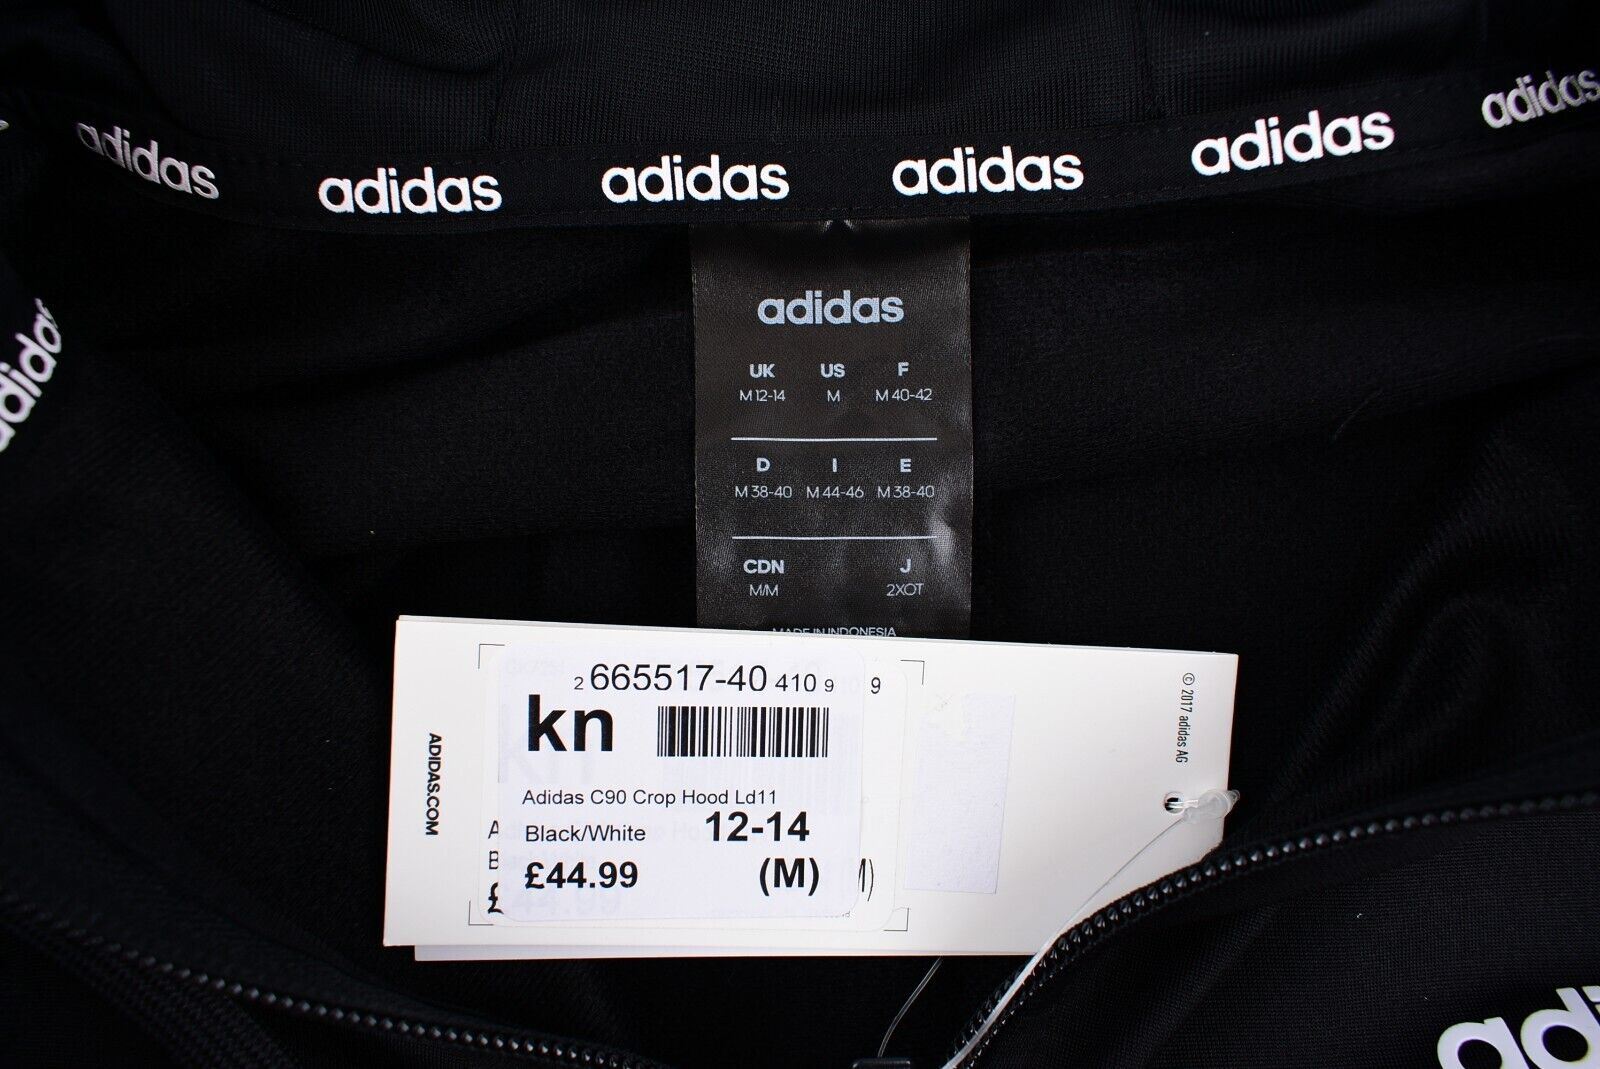 adidas adidas adidas adidas adidas adidas
adidas
adidas
UK US F
M 12-14 M M 40-42
D I E
M 38-40 M 44-46 M 38-40
CDN J
M/M 2XOT
MADE IN INDONESIA
2 665517-40 410 9 9
kn
Adidas C90 Crop Hood Ld11
Black/White 12-14
£44.99 (M)
A
B
£
M)
ADIDAS.COM
© 2017 adidas AG
ad